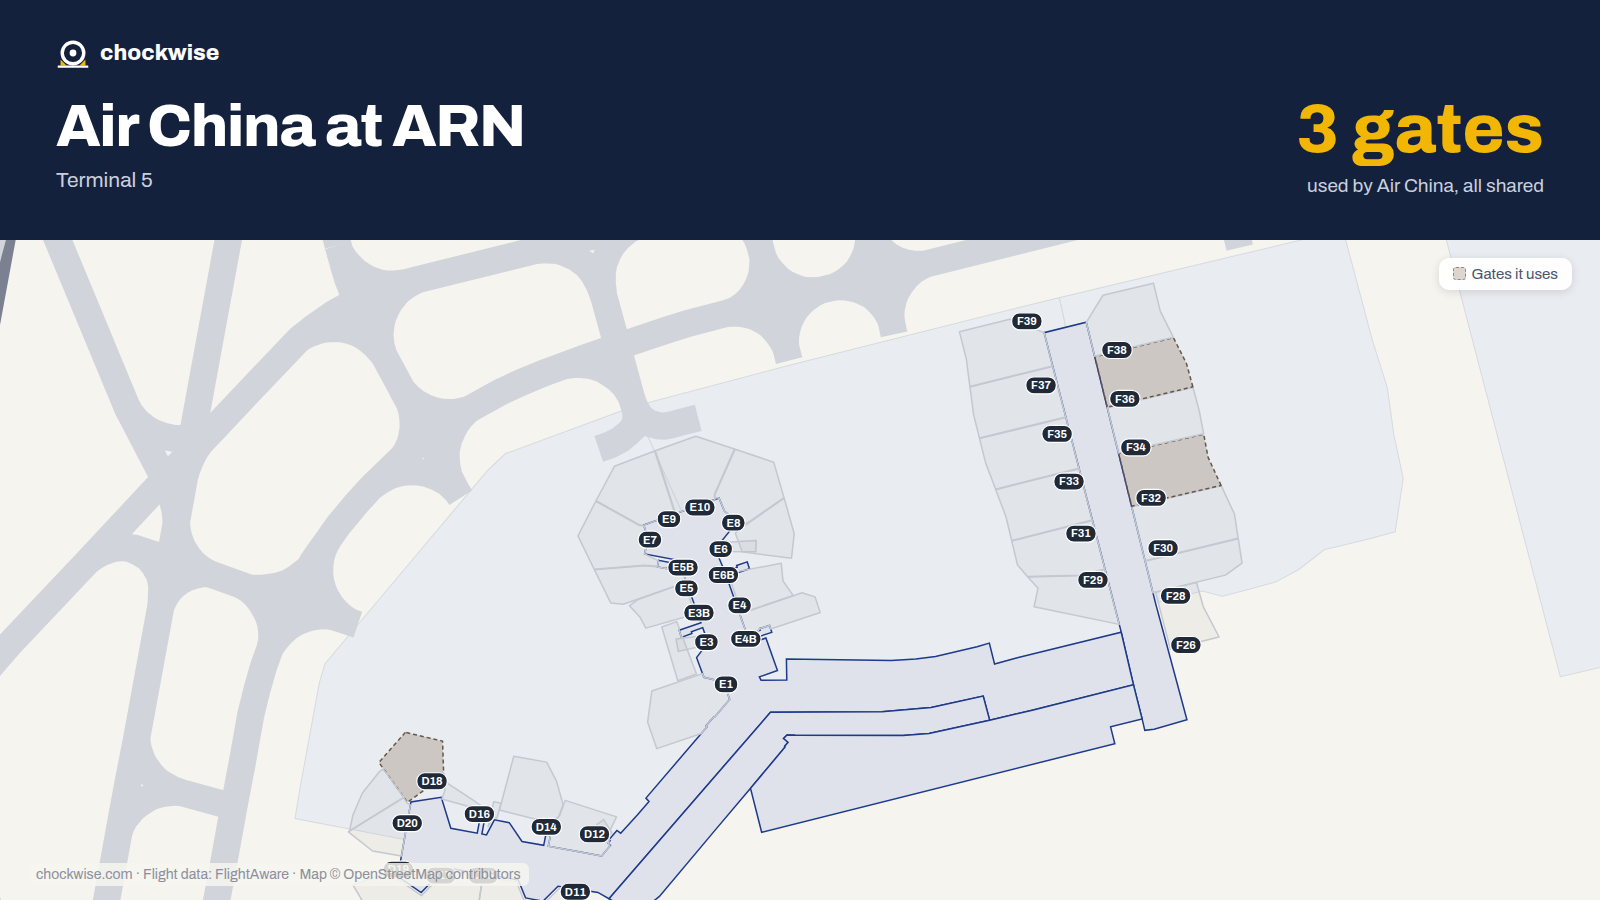 chockwise
Air China at ARN
Terminal 5
3 gates
used by Air China, all shared
Gates it uses
F39
F38
F37
F36
F35
F34
F33
F32
F31
F30
F29
F28
F26
E10
E9
E8
E7
E6
E5B
E6B
E5
E4
E3B
E3
E4B
E1
D18
D20
D16
D14
D12
D11
chockwise.com · Flight data: FlightAware · Map © OpenStreetMap contributors